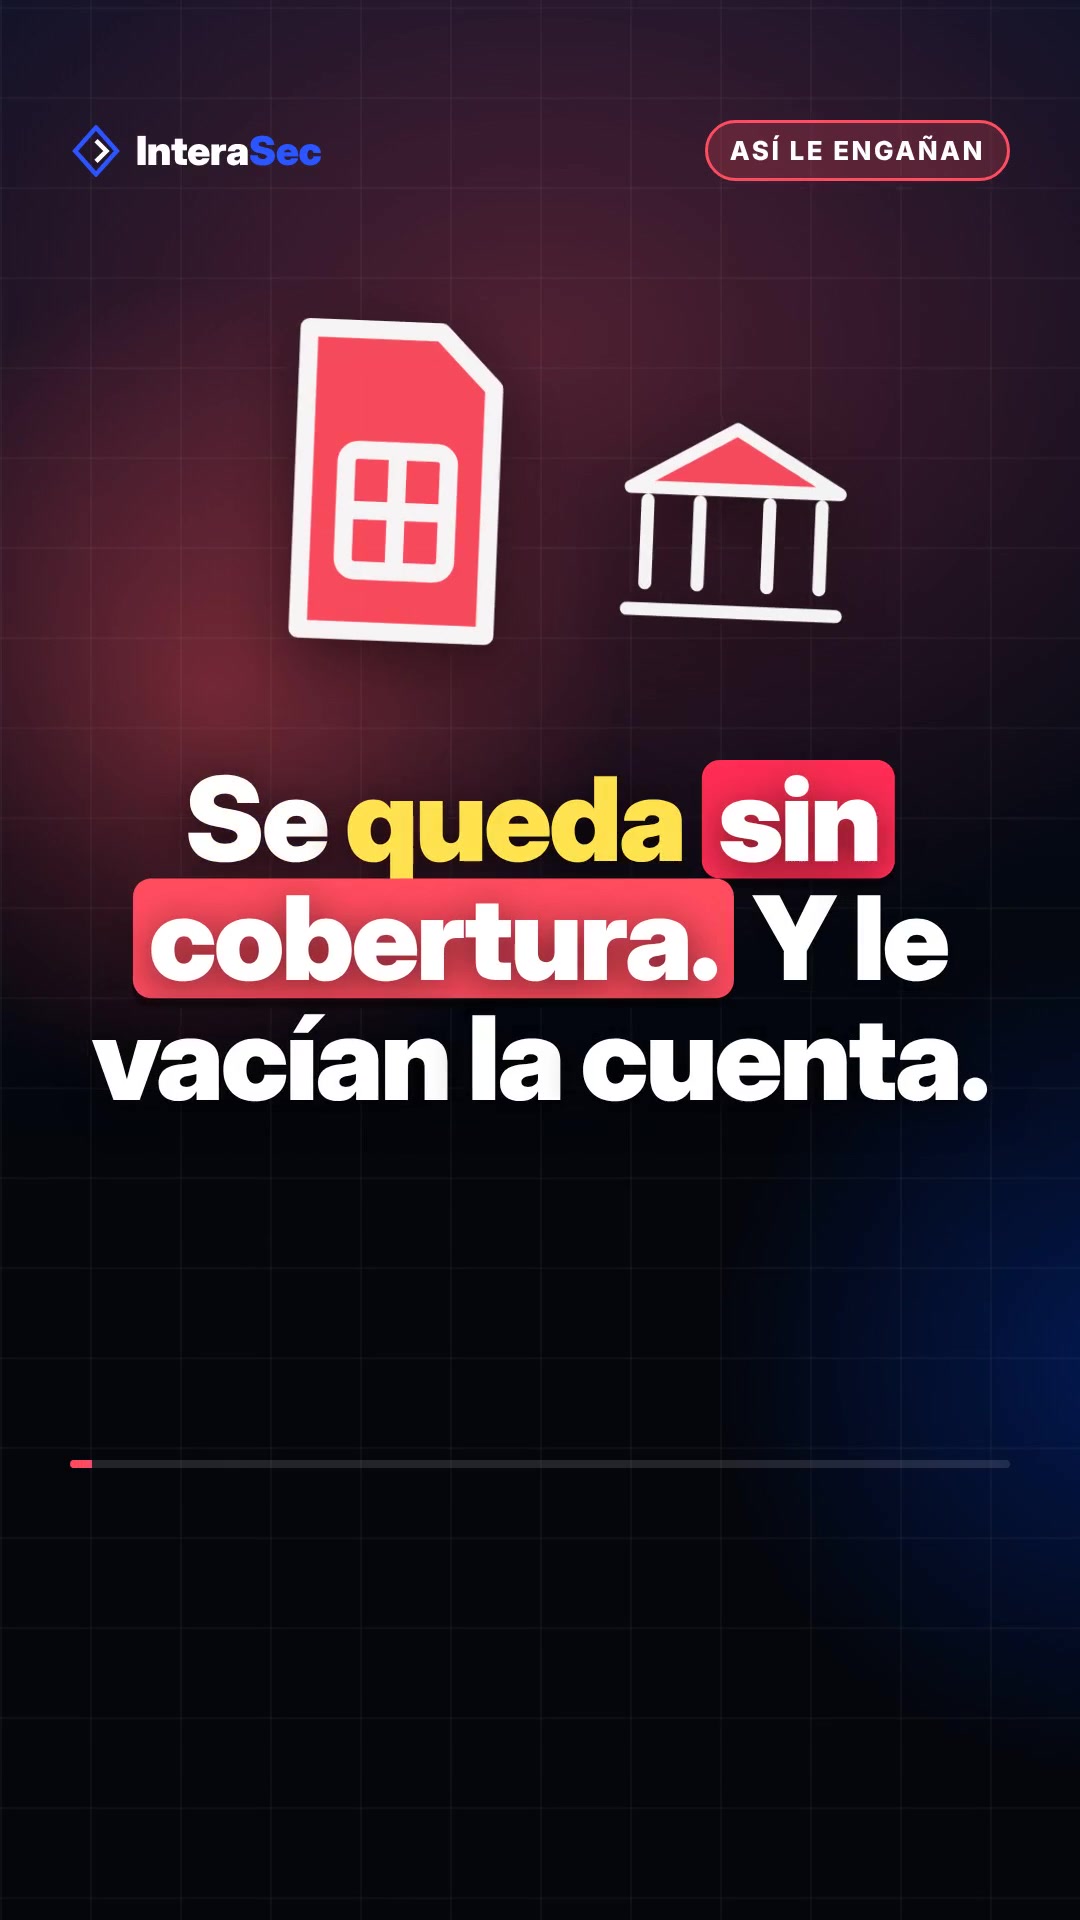 InteraSec
ASÍ LE ENGAÑAN
Se queda sin
cobertura. Y le
vacían la cuenta.